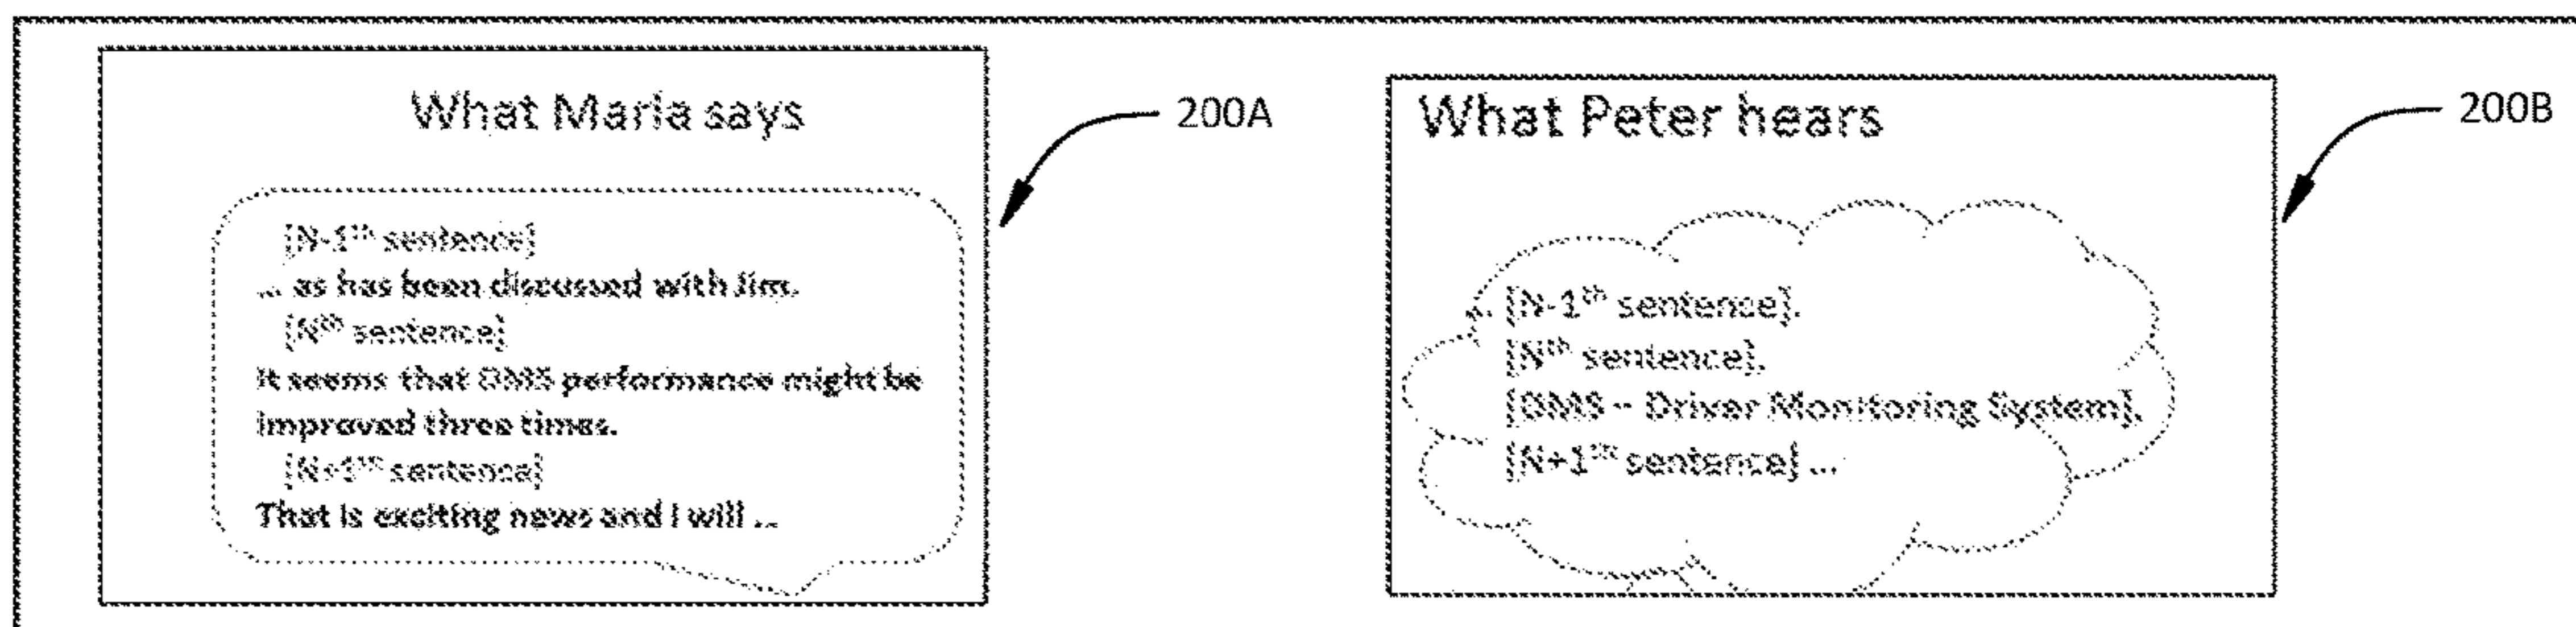 What Maria says
200A
[N-1th sentence]
... as has been discussed with Jim.
[Nth sentence]
It seems that DMS performance might be
improved three times.
[N+1th sentence]
That is exciting news and I will ...
What Peter hears
200B
... [N-1th sentence].
[Nth sentence],
[DMS – Driver Monitoring System],
[N+1th sentence] ...